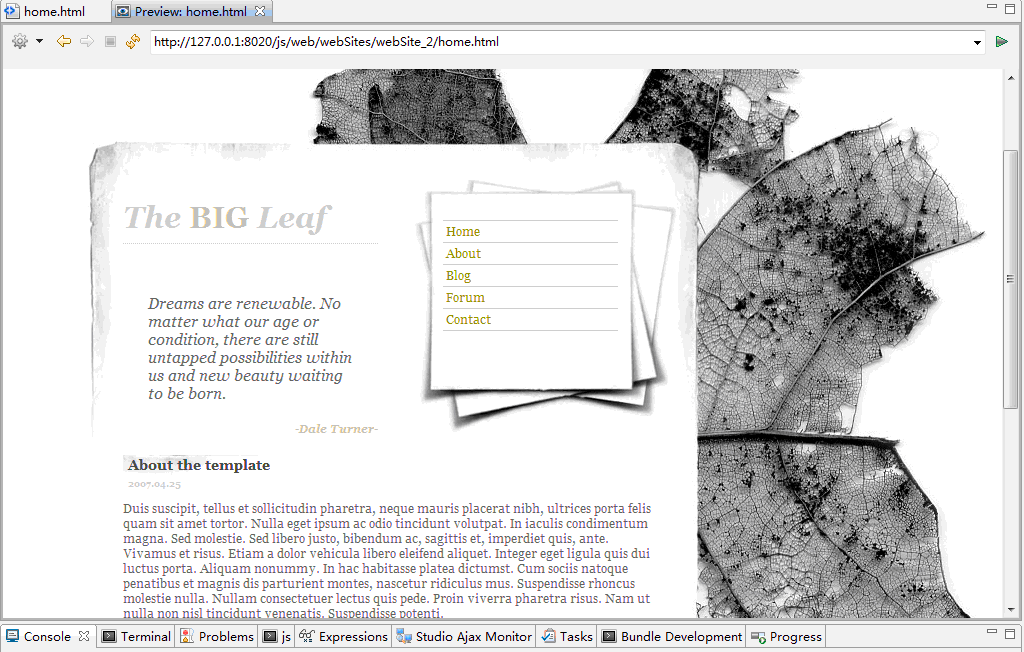 home.html
Preview: home.html
http://127.0.0.1:8020/js/web/webSites/webSite_2/home.html
The BIG Leaf
Home
About
Blog
Forum
Contact
Dreams are renewable. No
matter what our age or
condition, there are still
untapped possibilities within
us and new beauty waiting
to be born.
-Dale Turner-
About the template
2007.04.25
Duis suscipit, tellus et sollicitudin pharetra, neque mauris placerat nibh, ultrices porta felis
quam sit amet tortor. Nulla eget ipsum ac odio tincidunt volutpat. In iaculis condimentum
magna. Sed molestie. Sed libero justo, bibendum ac, sagittis et, imperdiet quis, ante.
Vivamus et risus. Etiam a dolor vehicula libero eleifend aliquet. Integer eget ligula quis dui
luctus porta. Aliquam nonummy. In hac habitasse platea dictumst. Cum sociis natoque
penatibus et magnis dis parturient montes, nascetur ridiculus mus. Suspendisse rhoncus
molestie nulla. Nullam consectetuer lectus quis pede. Proin viverra pharetra risus. Nam ut
nulla non nisl tincidunt venenatis. Suspendisse potenti.
Console
Terminal
Problems
js
Expressions
Studio Ajax Monitor
Tasks
Bundle Development
Progress